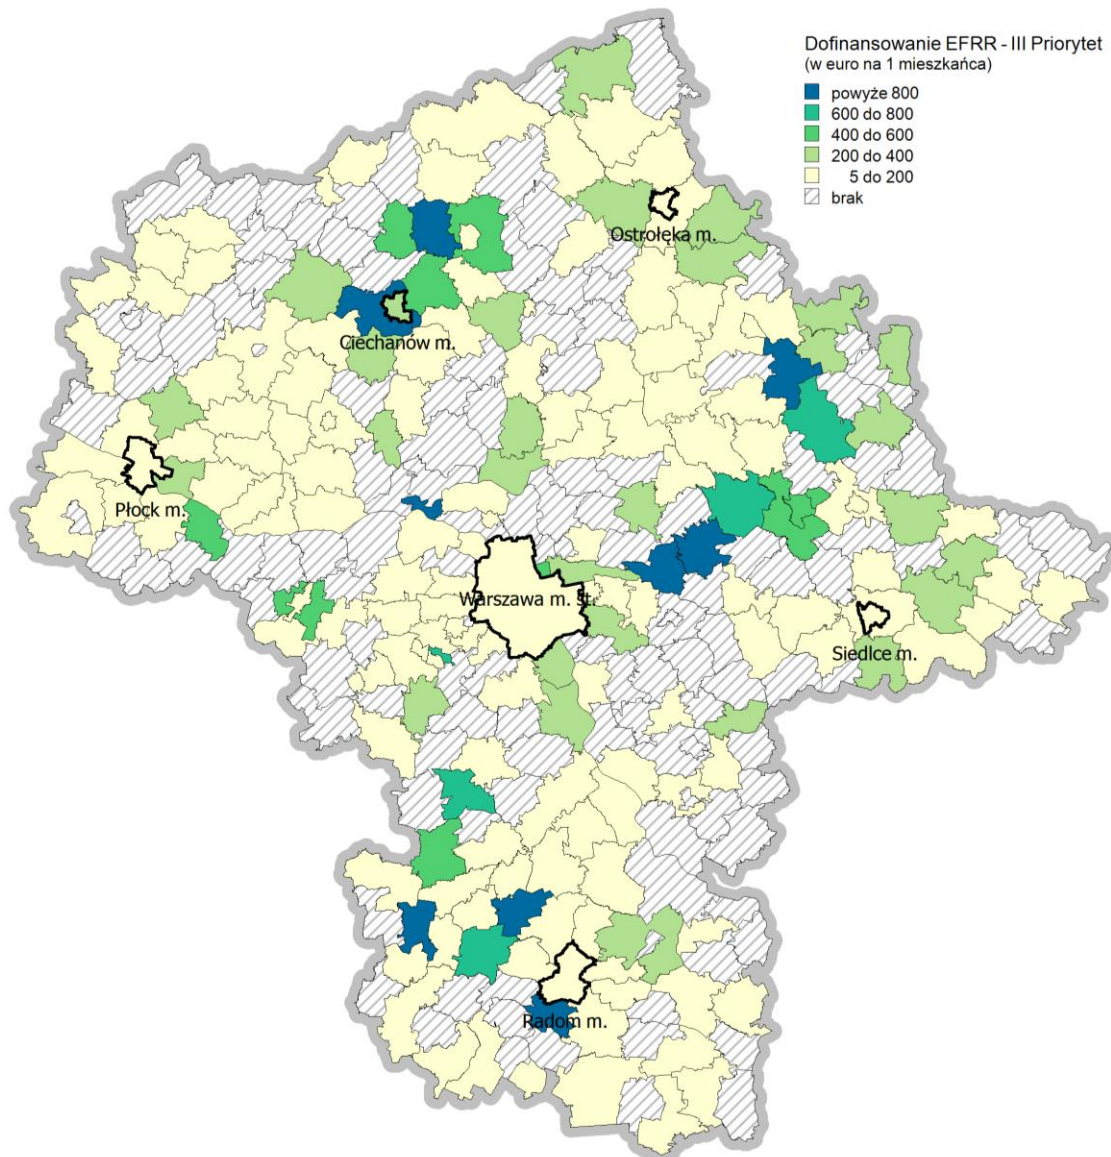 Dofinansowanie EFRR - III Priorytet
(w euro na 1 mieszkańca)
powyże 800
600 do 800
400 do 600
200 do 400
5 do 200
brak
Ostrołęka m.
Ciechanów m.
Płock m.
Warszawa m. st.
Siedlce m.
Radom m.